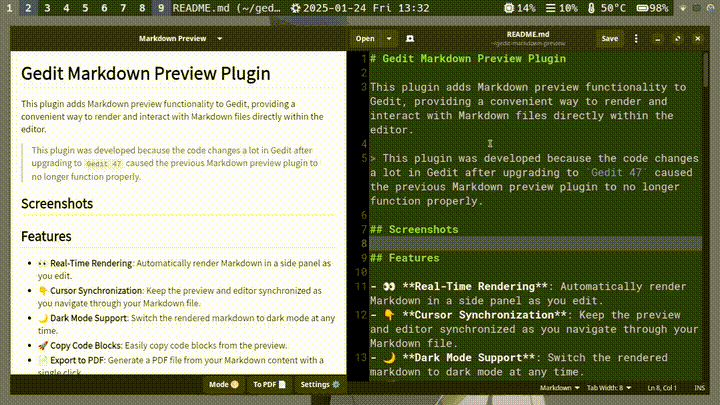 1 2 3 4 5 6 7 8 9 README.md (~/ged… 2025-01-24 Fri 13:32 14% 10% 50°C 98%
Markdown Preview
Gedit Markdown Preview Plugin
This plugin adds Markdown preview functionality to Gedit, providing a
convenient way to render and interact with Markdown files directly within the
editor.
This plugin was developed because the code changes a lot in Gedit after
upgrading to Gedit 47 caused the previous Markdown preview plugin to
no longer function properly.
Screenshots
Features
• 👀 Real-Time Rendering: Automatically render Markdown in a side panel as
you edit.
• 👇 Cursor Synchronization: Keep the preview and editor synchronized as
you navigate through your Markdown file.
• 🌙 Dark Mode Support: Switch the rendered markdown to dark mode at any
time.
• 🚀 Copy Code Blocks: Easily copy code blocks from the preview.
• 📄 Export to PDF: Generate a PDF file from your Markdown content with a
single click.
Mode To PDF Settings
Open README.md Save
~/gedit-markdown-preview
1 # Gedit Markdown Preview Plugin
2
3 This plugin adds Markdown preview functionality to
Gedit, providing a convenient way to render and
interact with Markdown files directly within the
editor.
4
5 > This plugin was developed because the code changes
a lot in Gedit after upgrading to `Gedit 47` caused
the previous Markdown preview plugin to no longer
function properly.
6
7 ## Screenshots
8
9 ## Features
10
11 - 👀 **Real-Time Rendering**: Automatically render
Markdown in a side panel as you edit.
12 - 👇 **Cursor Synchronization**: Keep the preview
and editor synchronized as you navigate through your
Markdown file.
13 - 🌙 **Dark Mode Support**: Switch the rendered
markdown to dark mode at any time.
Markdown Tab Width: 8 Ln 8, Col 1 INS